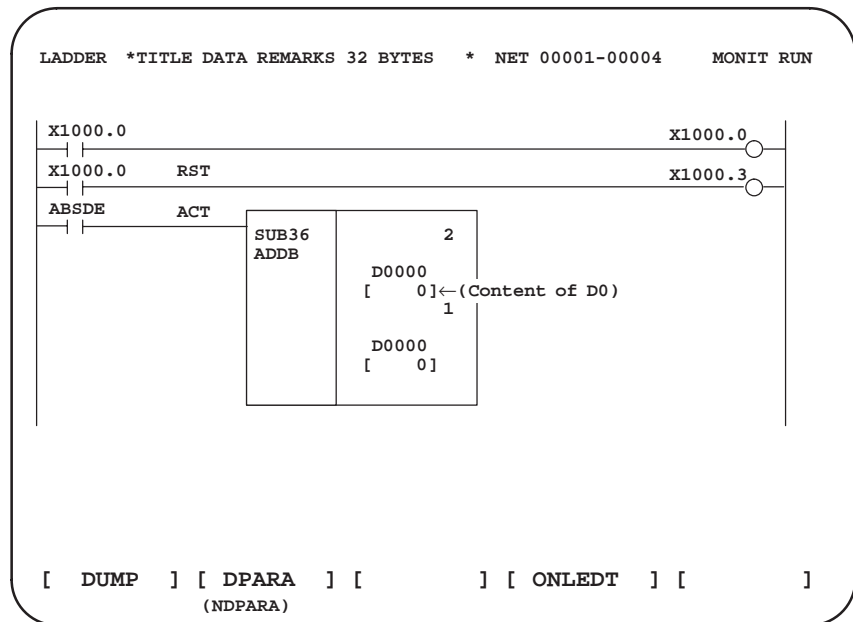 LADDER *TITLE DATA REMARKS 32 BYTES * NET 00001-00004 MONIT RUN
X1000.0 X1000.0
X1000.0 RST X1000.3
ABSDE ACT
SUB36 2
ADDB
D0000
[ 0]←(Content of D0)
1
D0000
[ 0]
[ DUMP ] [ DPARA ] [ ] [ ONLEDT ] [ ]
(NDPARA)